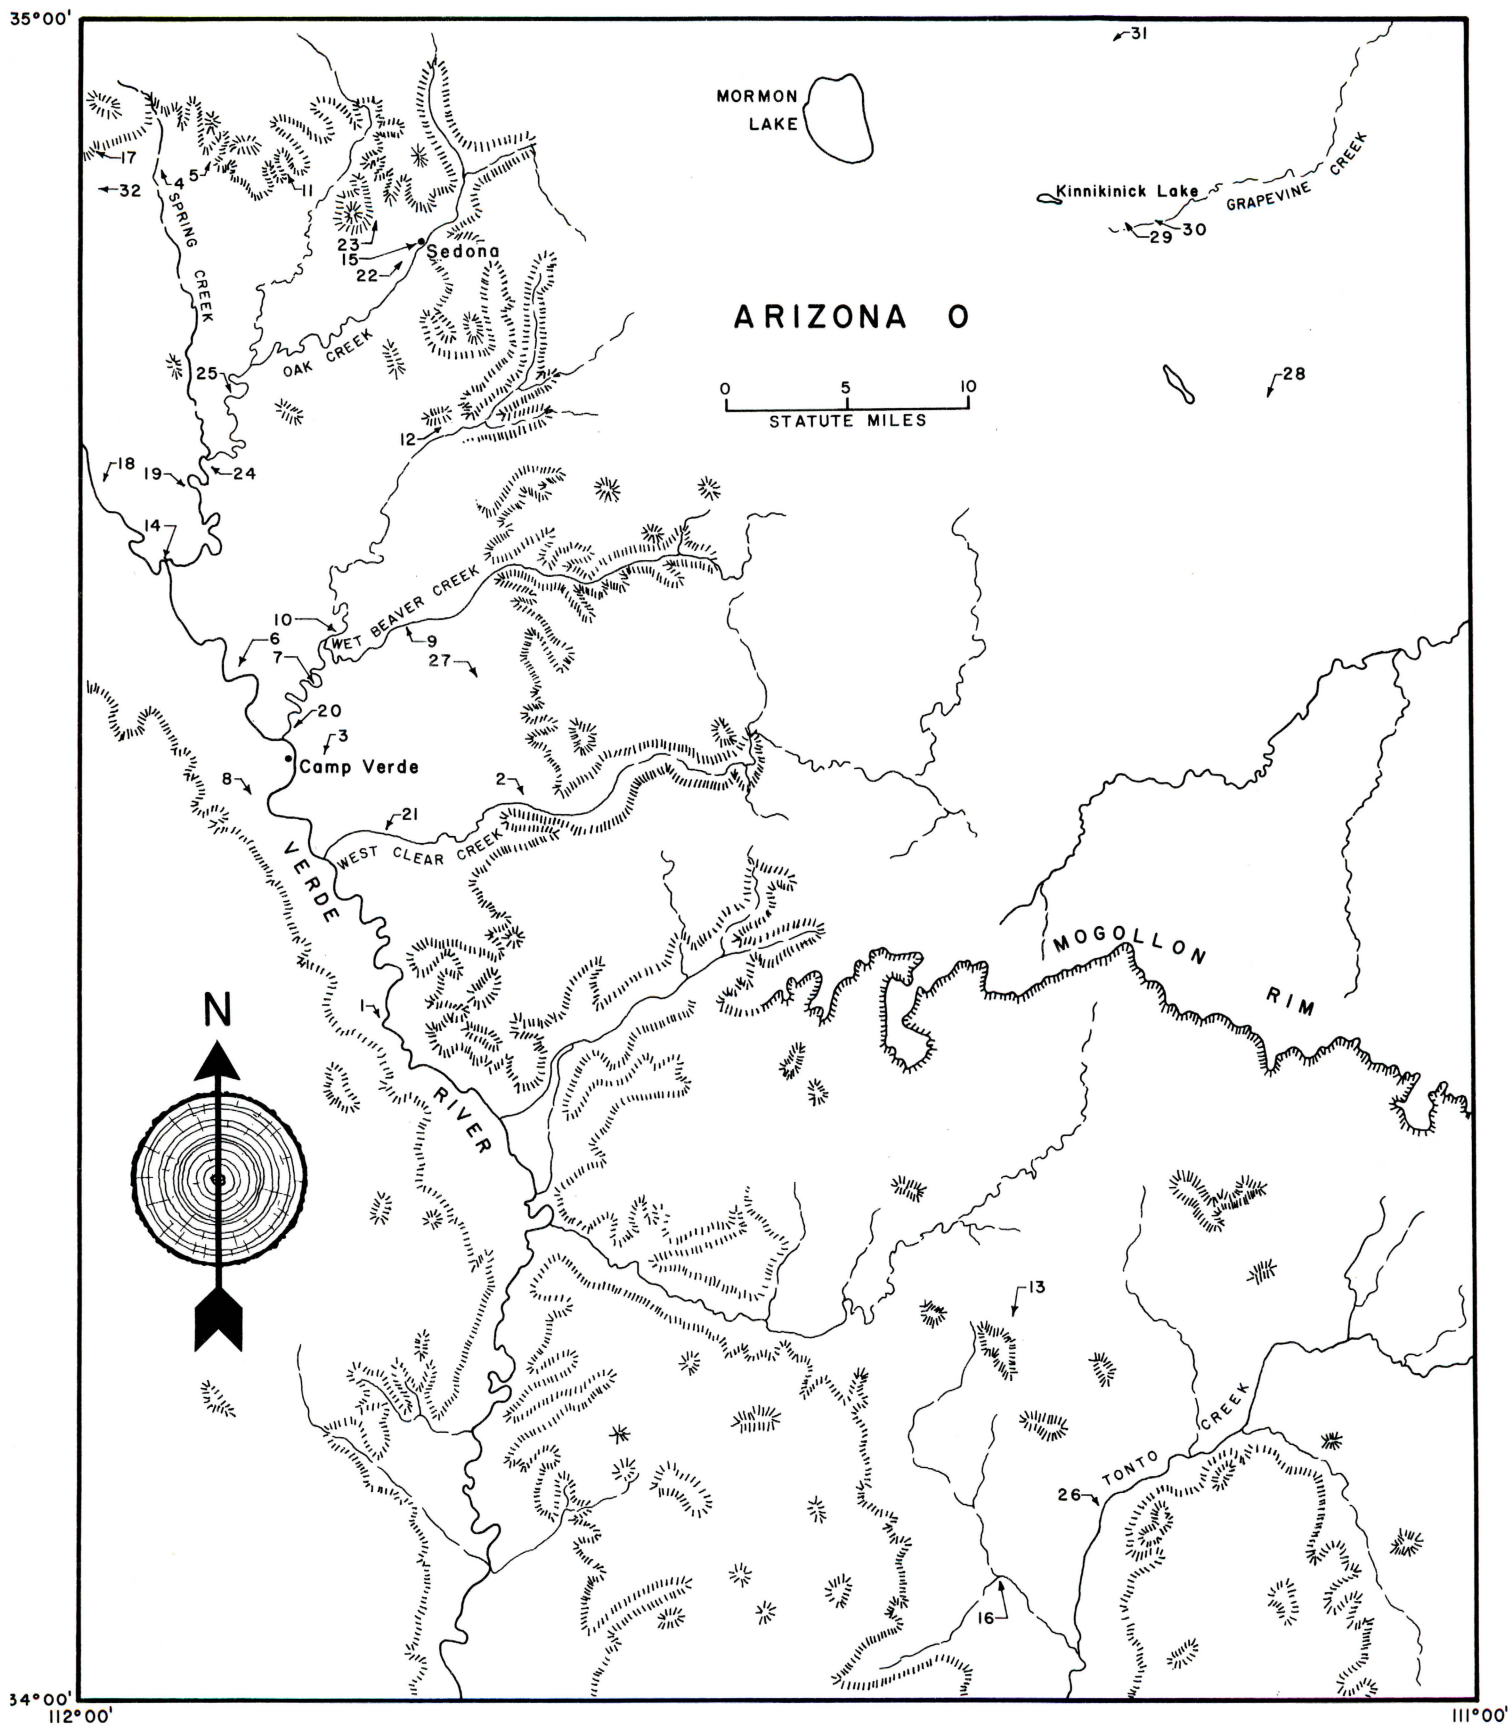 35°00'
31
MORMON
LAKE
17
32
4
5
11
SPRING
CREEK
23
15
22
Sedona
Kinnikinick Lake
GRAPEVINE CREEK
29
30
ARIZONA O
OAK CREEK
25
0 5 10
STATUTE MILES
28
12
18
19
24
14
10
WET BEAVER CREEK
6
7
9
27
20
3
Camp Verde
8
2
21
WEST CLEAR CREEK
VERDE
RIVER
MOGOLLON
RIM
1
N
13
TONTO CREEK
26
16
34°00'
112°00'
111°00'